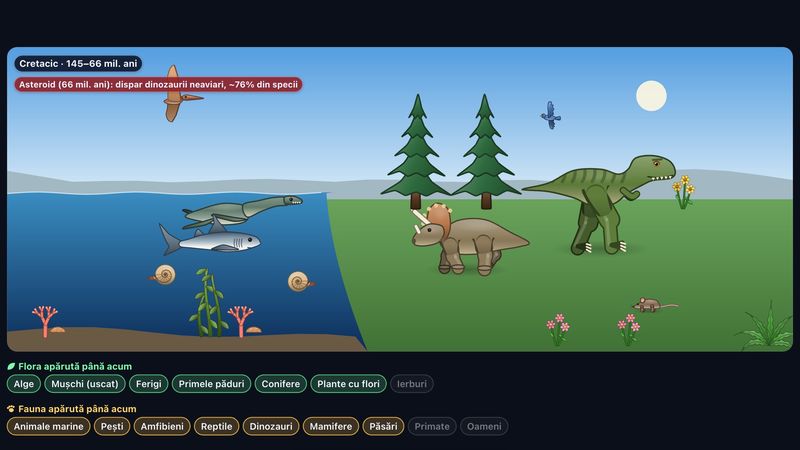 Cretacic · 145–66 mil. ani
Asteroid (66 mil. ani): dispar dinozaurii neaviari, ~76% din specii
Flora apărută până acum
Alge Mușchi (uscat) Ferigi Primele păduri Conifere Plante cu flori Ierburi
Fauna apărută până acum
Animale marine Pești Amfibieni Reptile Dinozauri Mamifere Păsări Primate Oameni